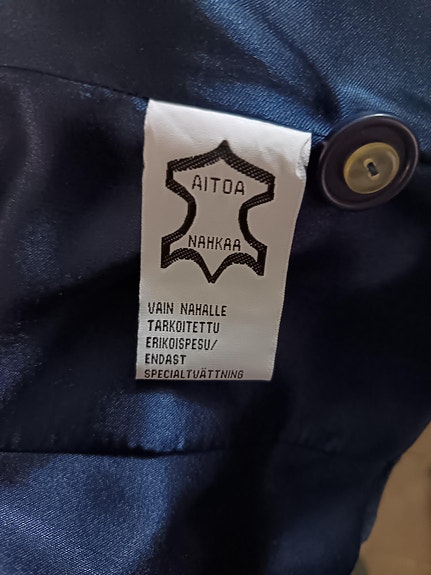 AITOA
NAHKAA
VAIN NAHALLE
TARKOITETTU
ERIKOISPESU/
ENDAST
SPECIALTVÄTTNING